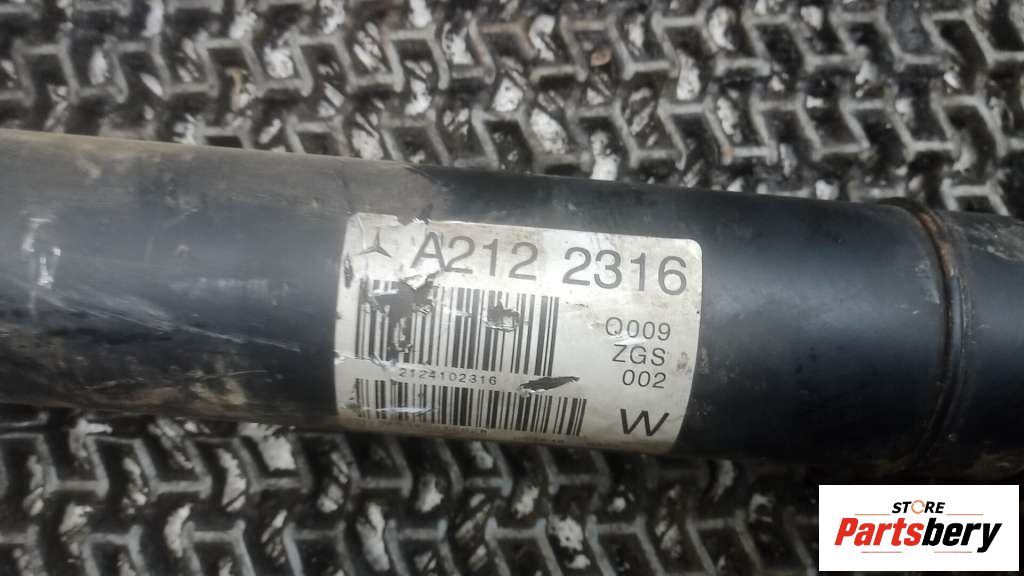 A212 2316
Q009
ZGS
002
2124102316
W
STORE
Partsbery